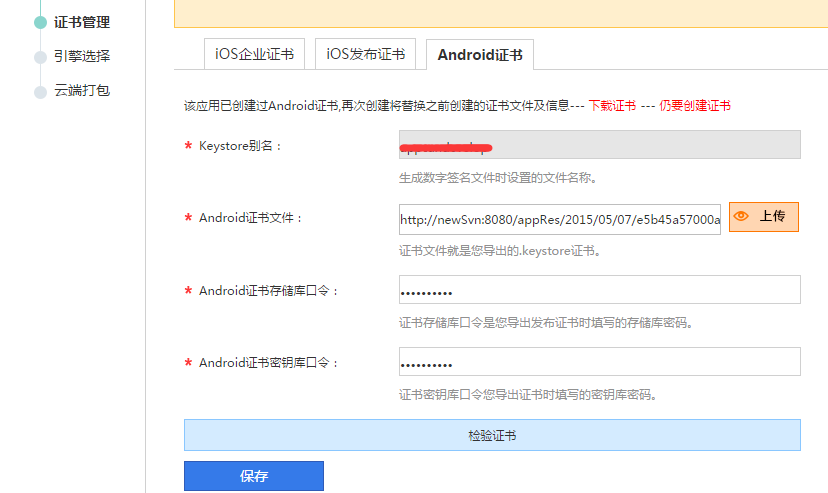 证书管理
引擎选择
云端打包
iOS企业证书
iOS发布证书
Android证书
该应用已创建过Android证书,再次创建将替换之前创建的证书文件及信息--- 下载证书 --- 仍要创建证书
* Keystore别名：
生成数字签名文件时设置的文件名称。
* Android证书文件：
http://newSvn:8080/appRes/2015/05/07/e5b45a57000a
上传
证书文件就是您导出的.keystore证书。
* Android证书存储库口令：
••••••••••
证书存储库口令是您导出发布证书时填写的存储库密码。
* Android证书密钥库口令：
••••••••••
证书密钥库口令您导出证书时填写的密钥库密码。
检验证书
保存